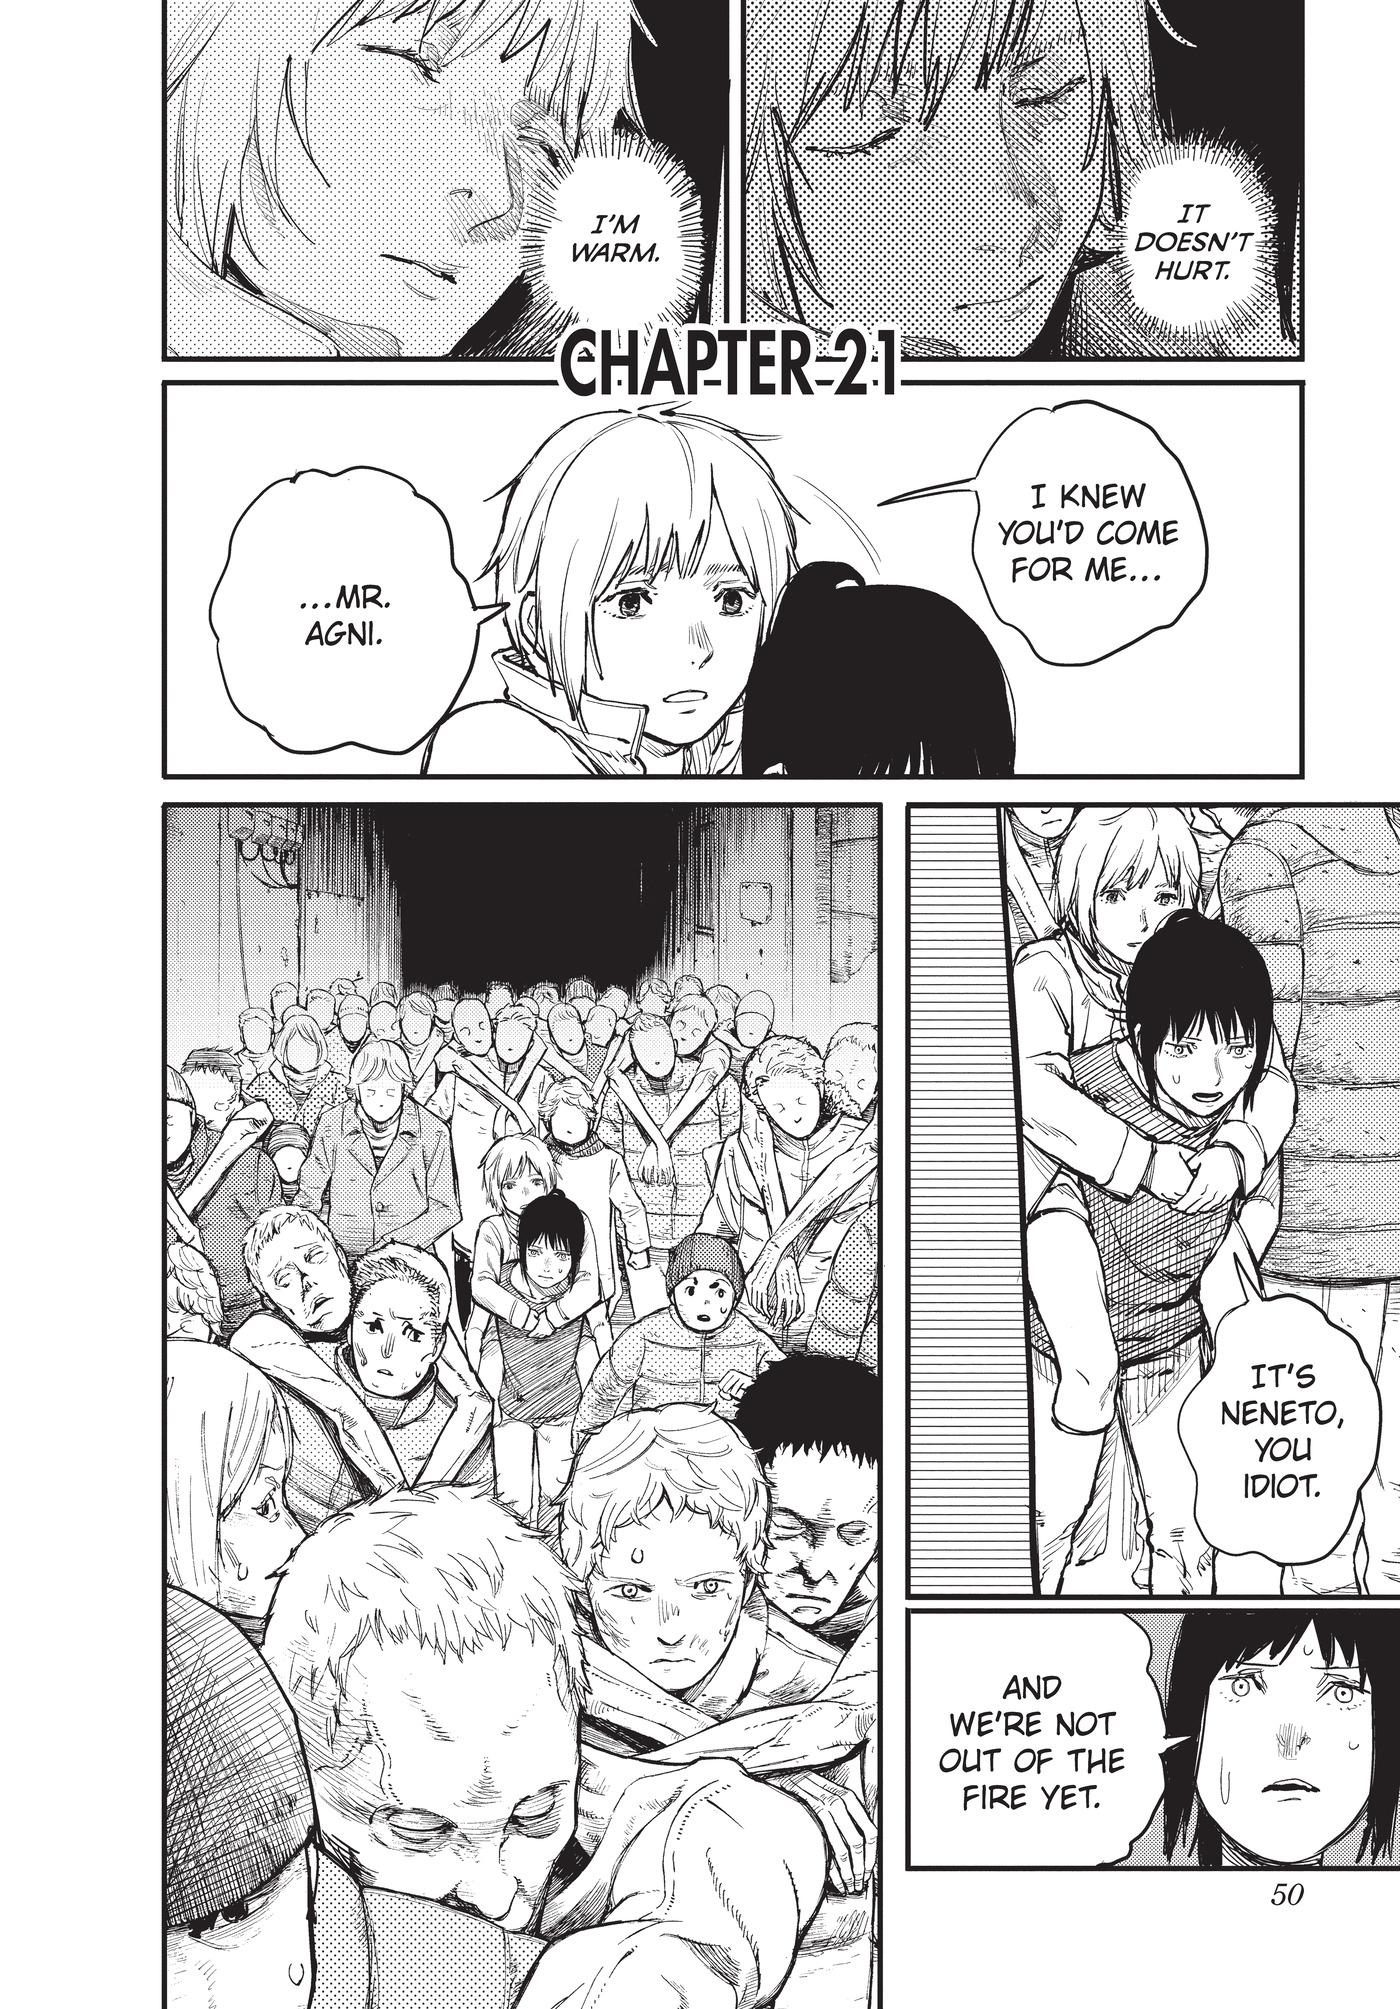 IT
DOESN'T
HURT.
I'M
WARM.
CHAPTER 21
I KNEW
YOU'D COME
FOR ME...
...MR.
AGNI.
IT'S
NENETO,
YOU
IDIOT.
AND
WE'RE NOT
OUT OF THE
FIRE YET.
50